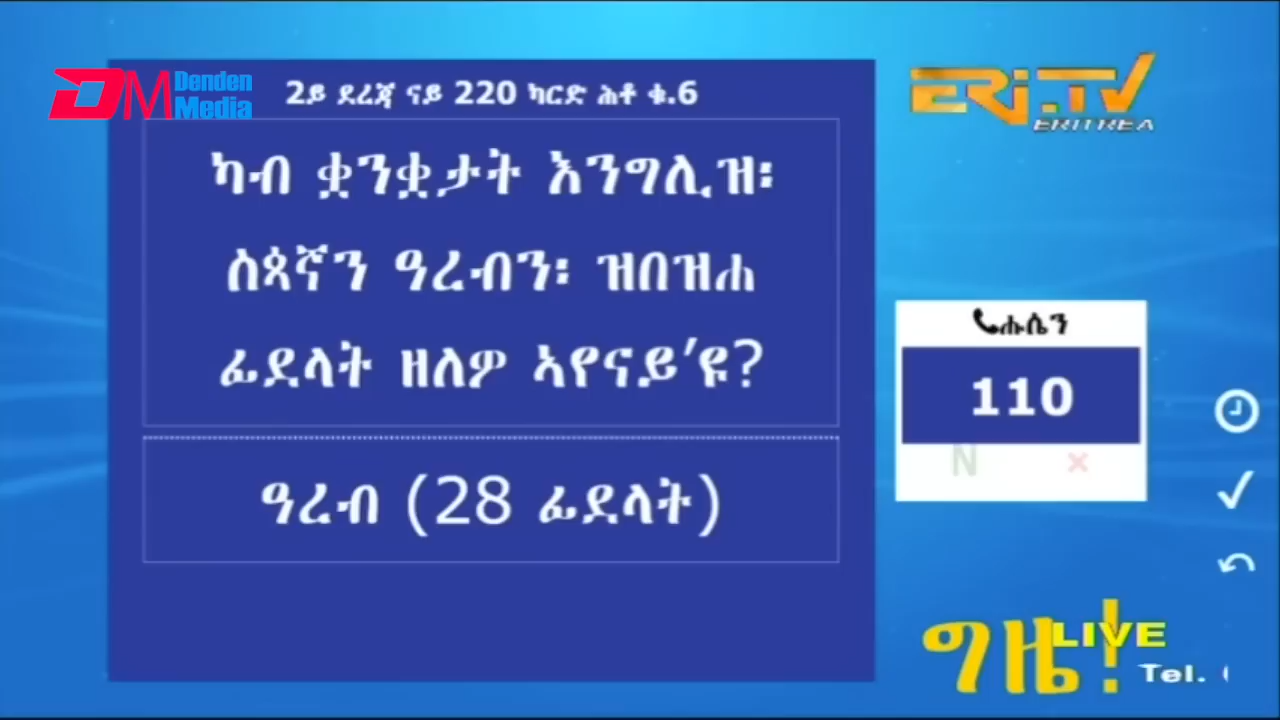 Denden
Media
2ይ ደረጃ ናይ 220 ካርድ ሕቶ ቁ.6
ERi.TV
ERITREA
ካብ ቋንቋታት እንግሊዝ፡
ስጳኛን ዓረብን፡ ዝበዝሐ
ፊደላት ዘለዎ ኣየናይ’ዩ?
ዓረብ (28 ፊደላት)
ሑሴን
110
N ×
ግዜ!
LIVE
Tel.